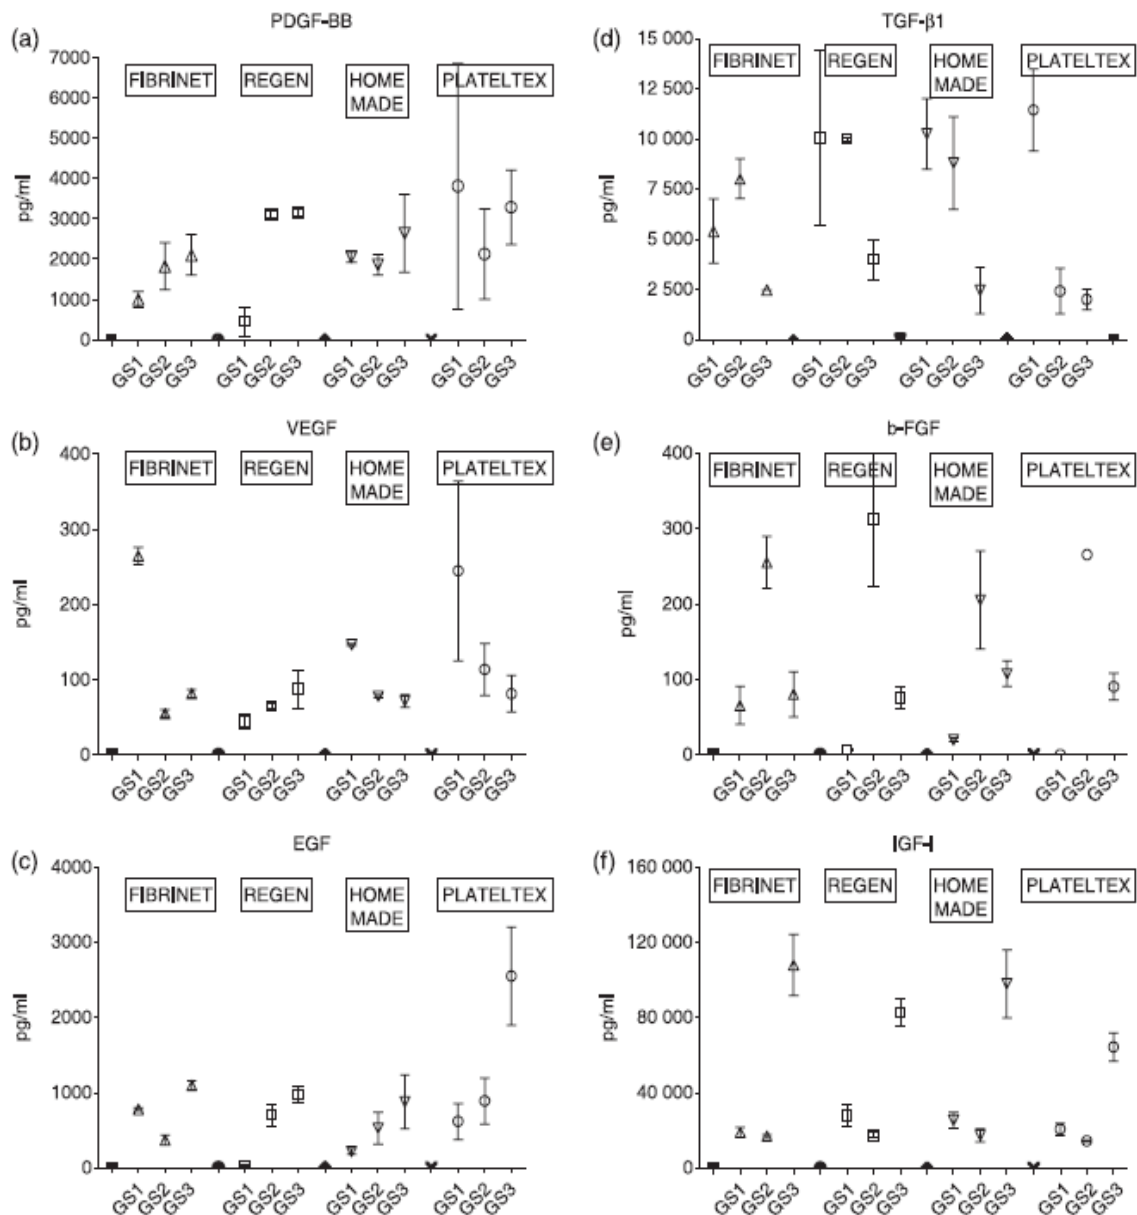 (a)
PDGF-BB
pg/ml
7000
6000
5000
4000
3000
2000
1000
0
FIBRINET
REGEN
HOME
MADE
PLATELTEX
GS1
GS2
GS3
GS1
GS2
GS3
GS1
GS2
GS3
GS1
GS2
GS3
(b)
VEGF
pg/ml
400
300
200
100
0
FIBRINET
REGEN
HOME
MADE
PLATELTEX
GS1
GS2
GS3
GS1
GS2
GS3
GS1
GS2
GS3
GS1
GS2
GS3
(c)
EGF
pg/ml
4000
3000
2000
1000
0
FIBRINET
REGEN
HOME
MADE
PLATELTEX
GS1
GS2
GS3
GS1
GS2
GS3
GS1
GS2
GS3
GS1
GS2
GS3
(d)
TGF-β1
pg/ml
15 000
12 500
10 000
7 500
5 000
2 500
0
FIBRINET
REGEN
HOME
MADE
PLATELTEX
GS1
GS2
GS3
GS1
GS2
GS3
GS1
GS2
GS3
GS1
GS2
GS3
(e)
b-FGF
pg/ml
400
300
200
100
0
FIBRINET
REGEN
HOME
MADE
PLATELTEX
GS1
GS2
GS3
GS1
GS2
GS3
GS1
GS2
GS3
GS1
GS2
GS3
(f)
IGF-I
pg/ml
160 000
120 000
80 000
40 000
0
FIBRINET
REGEN
HOME
MADE
PLATELTEX
GS1
GS2
GS3
GS1
GS2
GS3
GS1
GS2
GS3
GS1
GS2
GS3